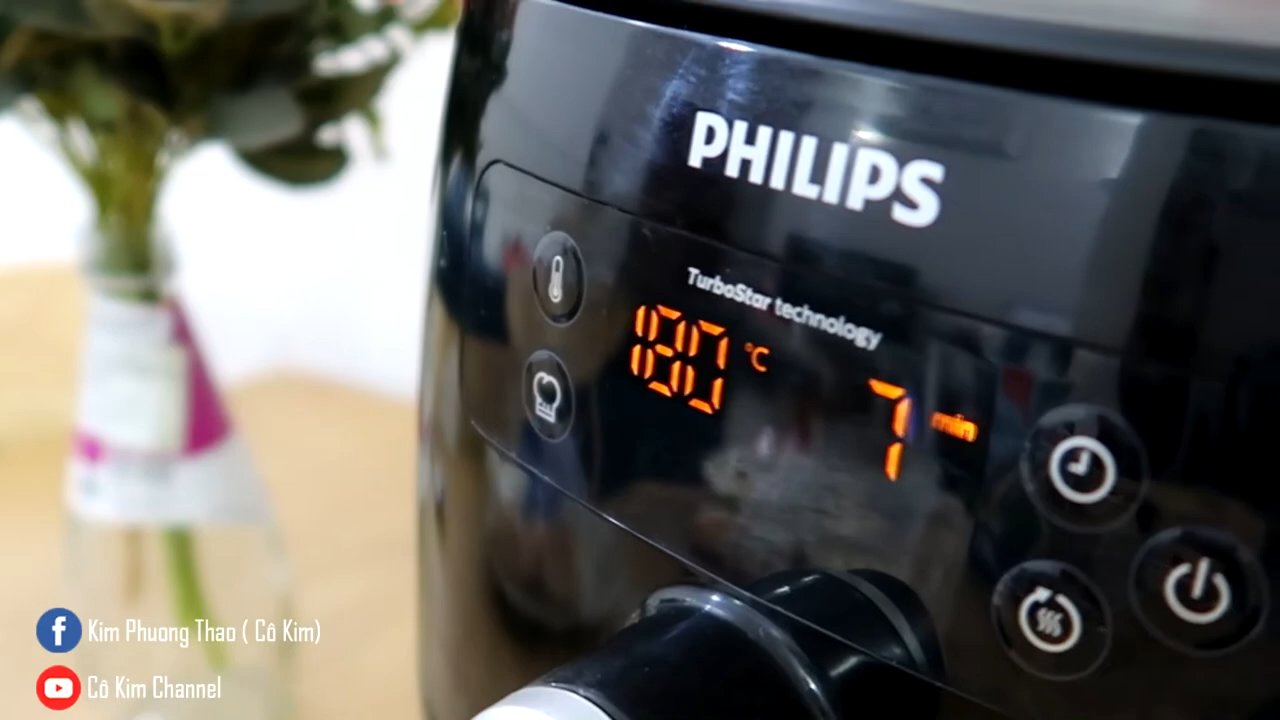 PHILIPS
TurboStar technology
180 °C
7 min
Kim Phuong Thao ( Cô Kim)
Cô Kim Channel